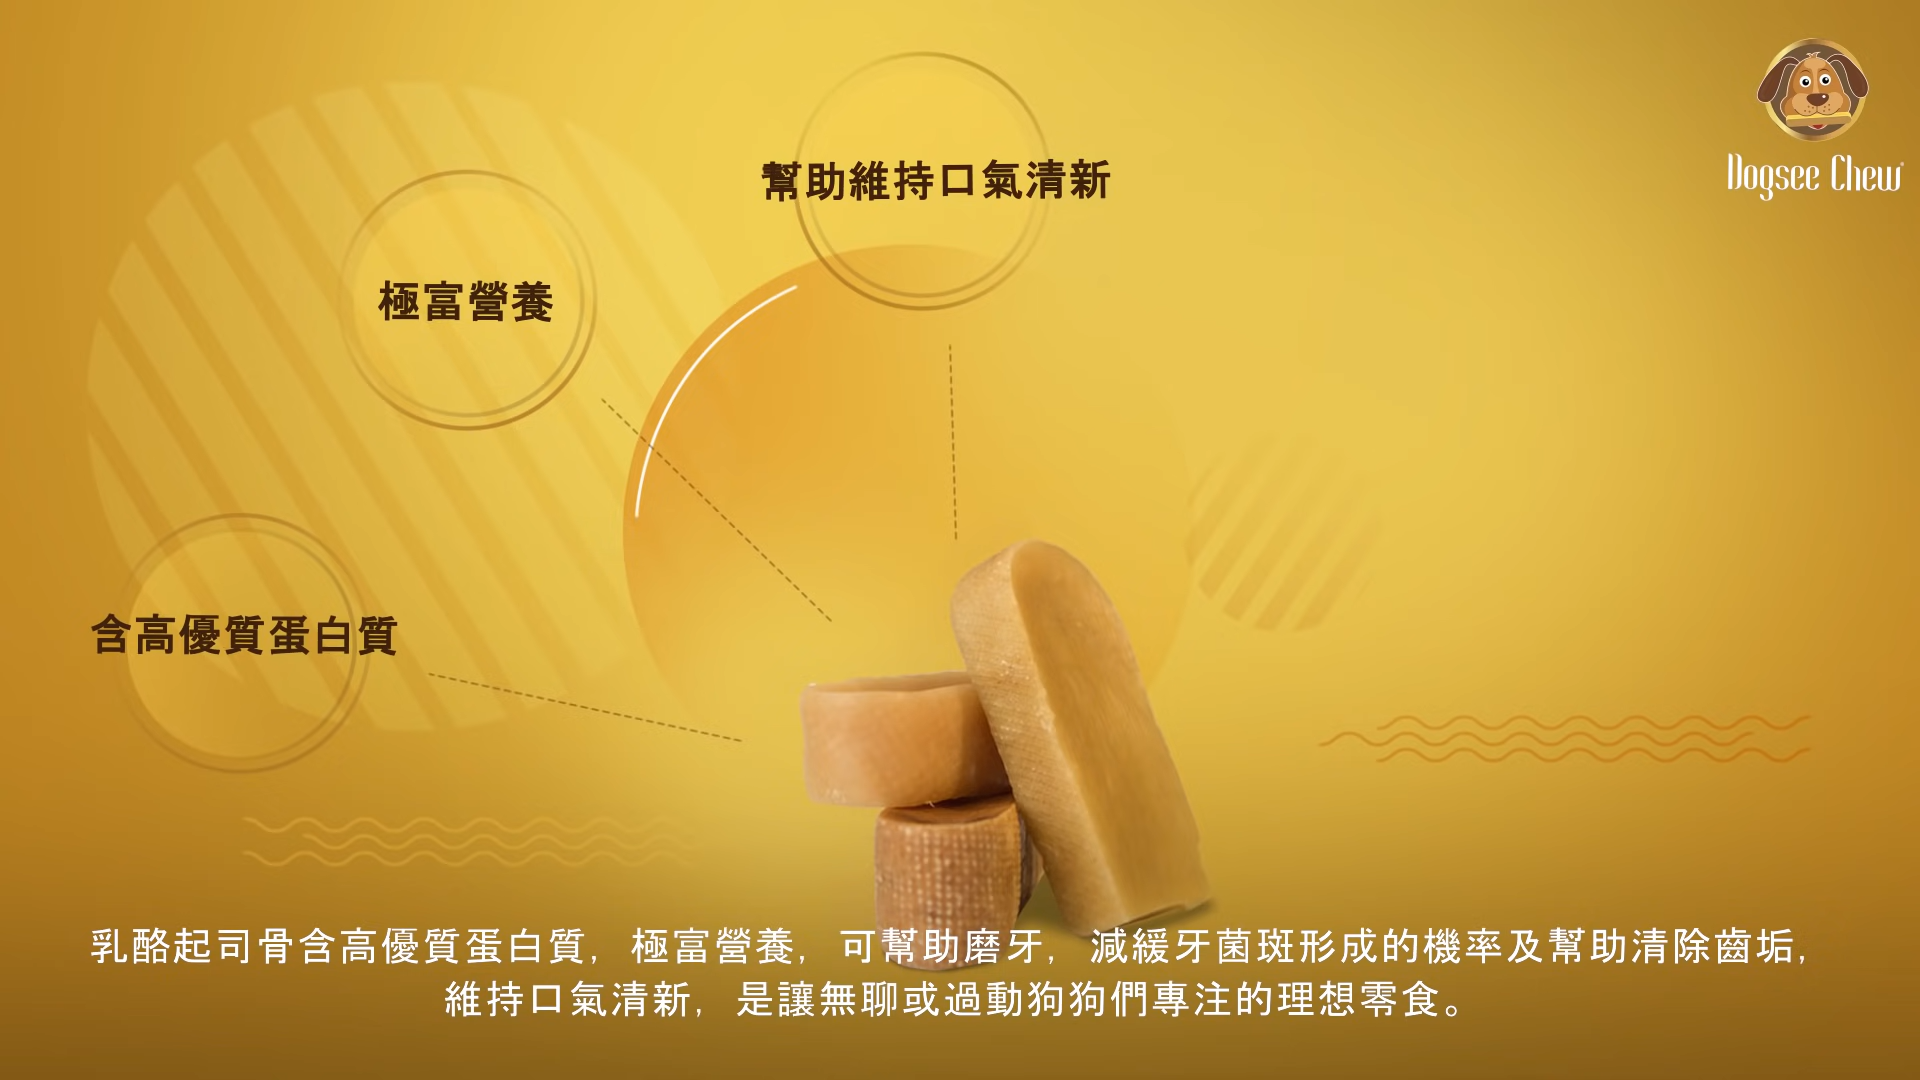 Dogsee Chew
幫助維持口氣清新
極富營養
含高優質蛋白質
乳酪起司骨含高優質蛋白質, 極富營養, 可幫助磨牙, 減緩牙菌斑形成的機率及幫助清除齒垢,
維持口氣清新, 是讓無聊或過動狗狗們專注的理想零食。